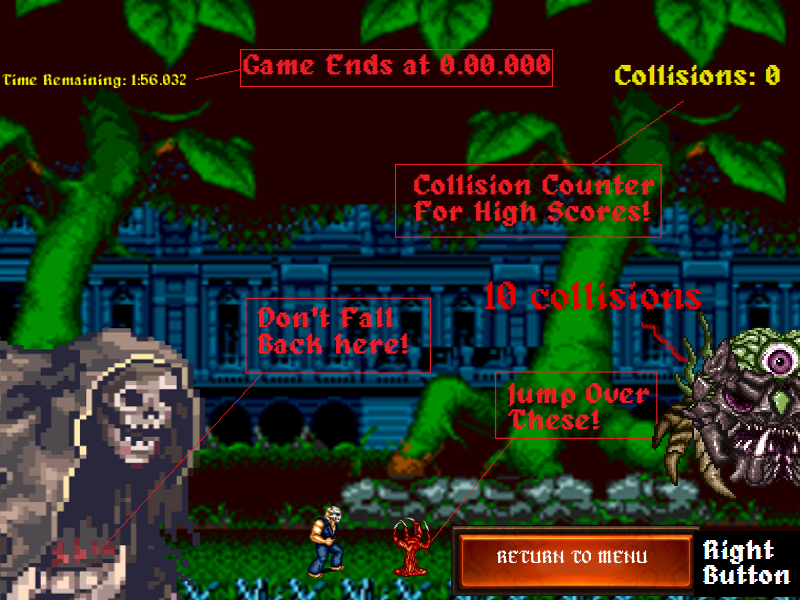 Game Ends at 0.00.000
Time Remaining: 1:56.032
Collisions: 0
Collision Counter
For High Scores!
10 collisions
Don't Fall
Back here!
Jump Over
These!
RETURN TO MENU
Right
Button